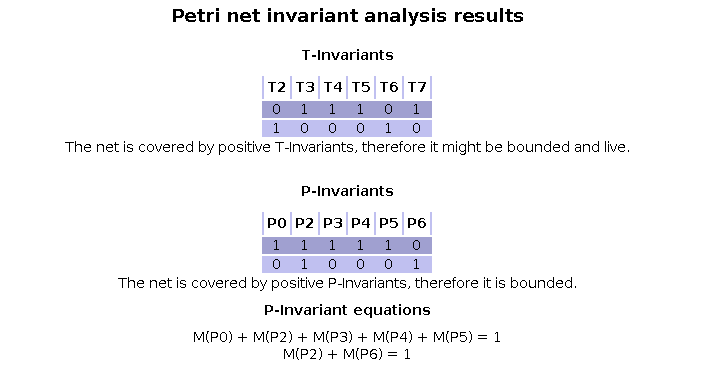 Petri net invariant analysis results
T-Invariants
T2 T3 T4 T5 T6 T7
0 1 1 1 0 1
1 0 0 0 1 0
The net is covered by positive T-Invariants, therefore it might be bounded and live.
P-Invariants
P0 P2 P3 P4 P5 P6
1 1 1 1 1 0
0 1 0 0 0 1
The net is covered by positive P-Invariants, therefore it is bounded.
P-Invariant equations
M(P0) + M(P2) + M(P3) + M(P4) + M(P5) = 1
M(P2) + M(P6) = 1